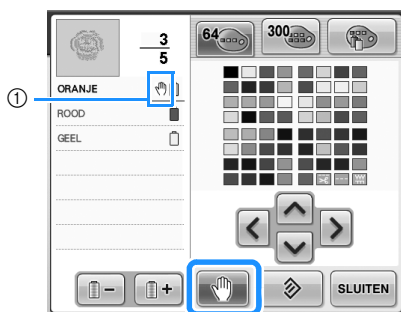 3
5
64
300
①
ORANJE
ROOD
GEEL
− +
SLUITEN